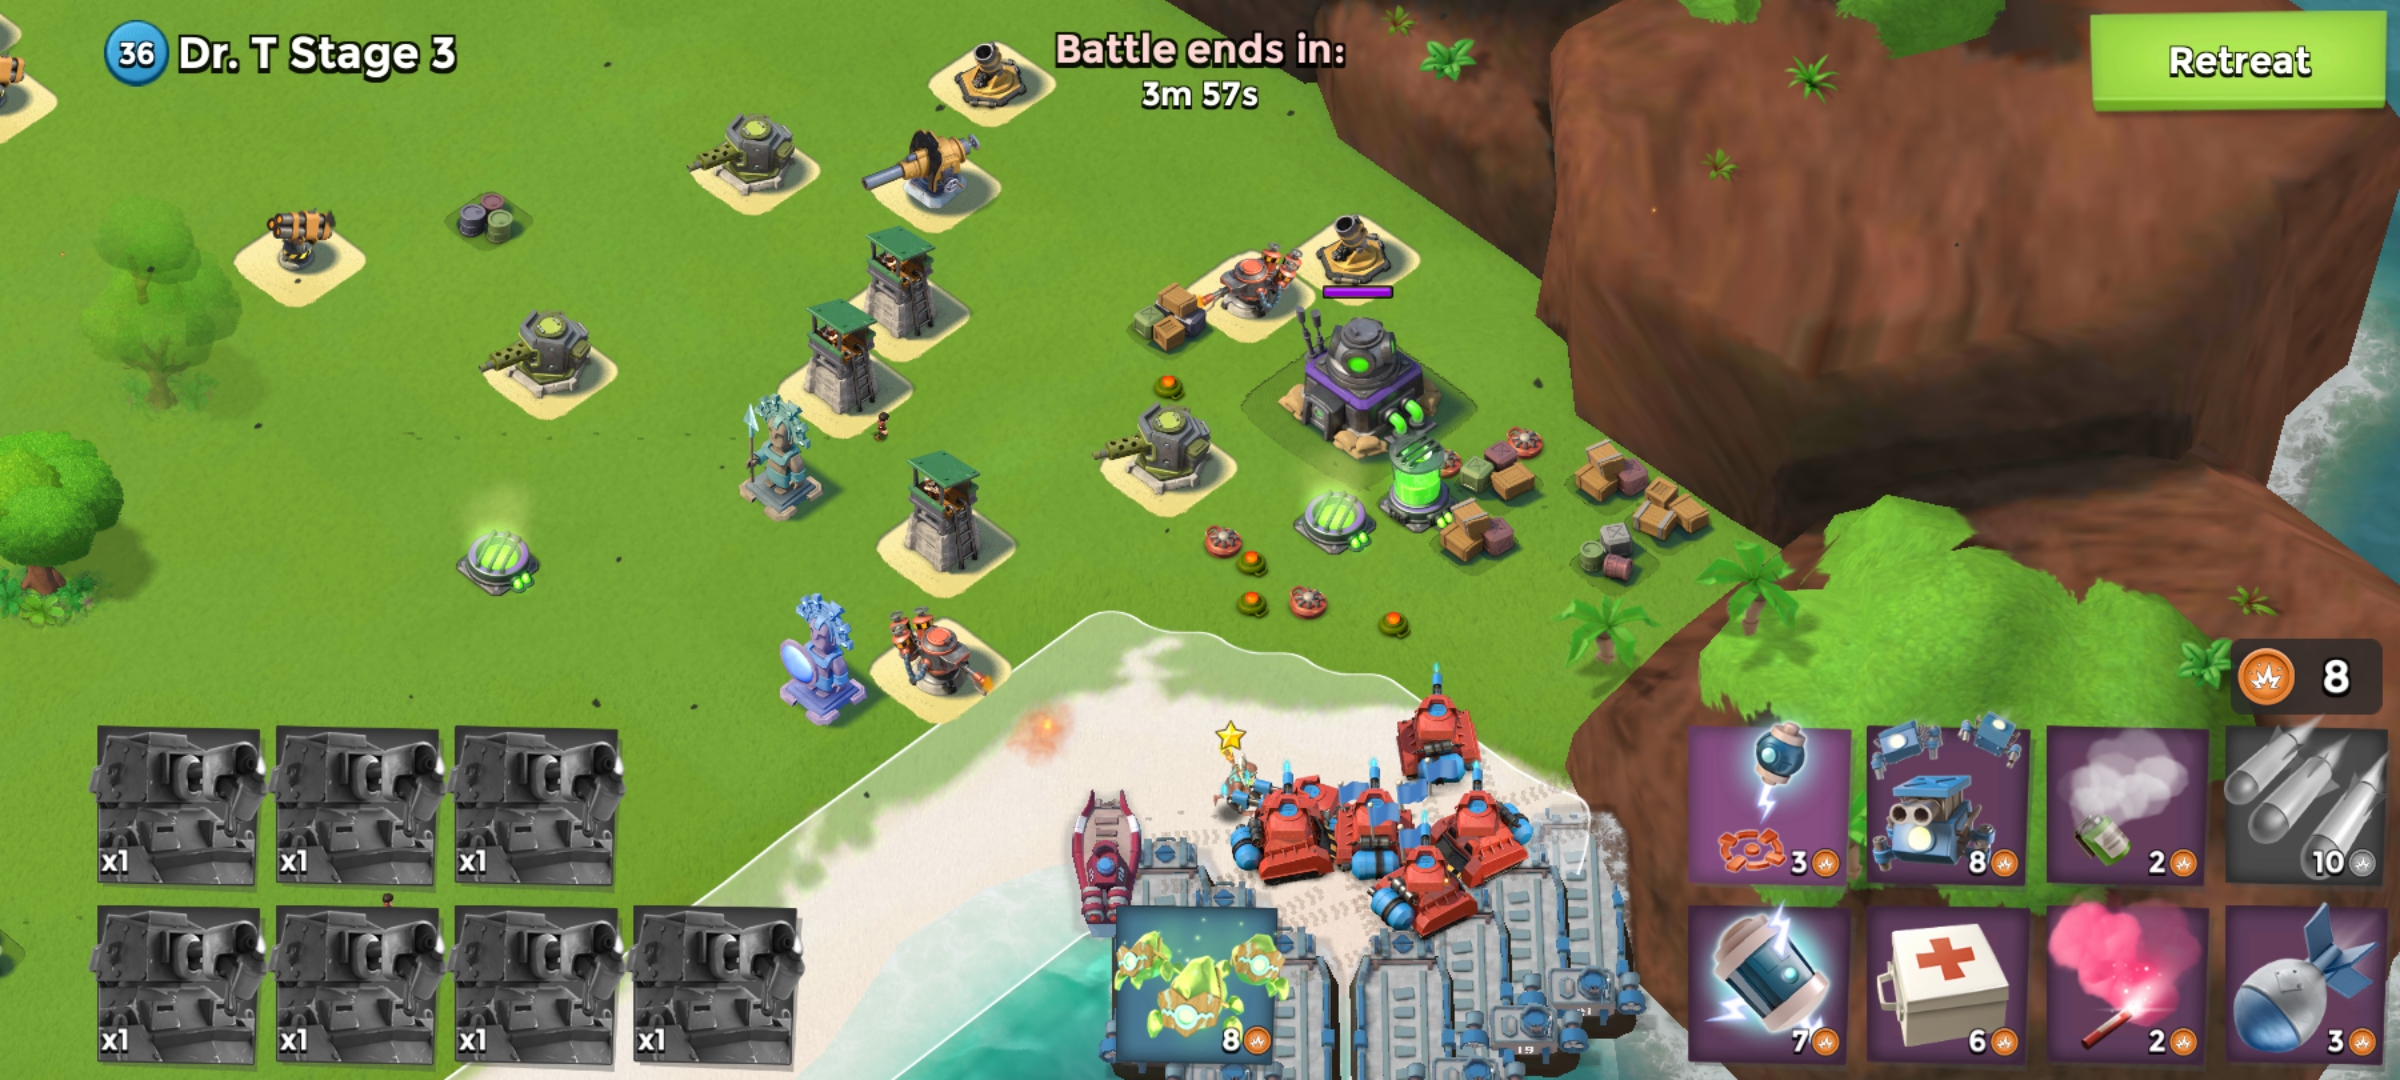 36 Dr. T Stage 3
Battle ends in:
3m 57s
Retreat
8
x1 x1 x1
3 8 2 10
x1 x1 x1 x1
8
7 6 2 3
19